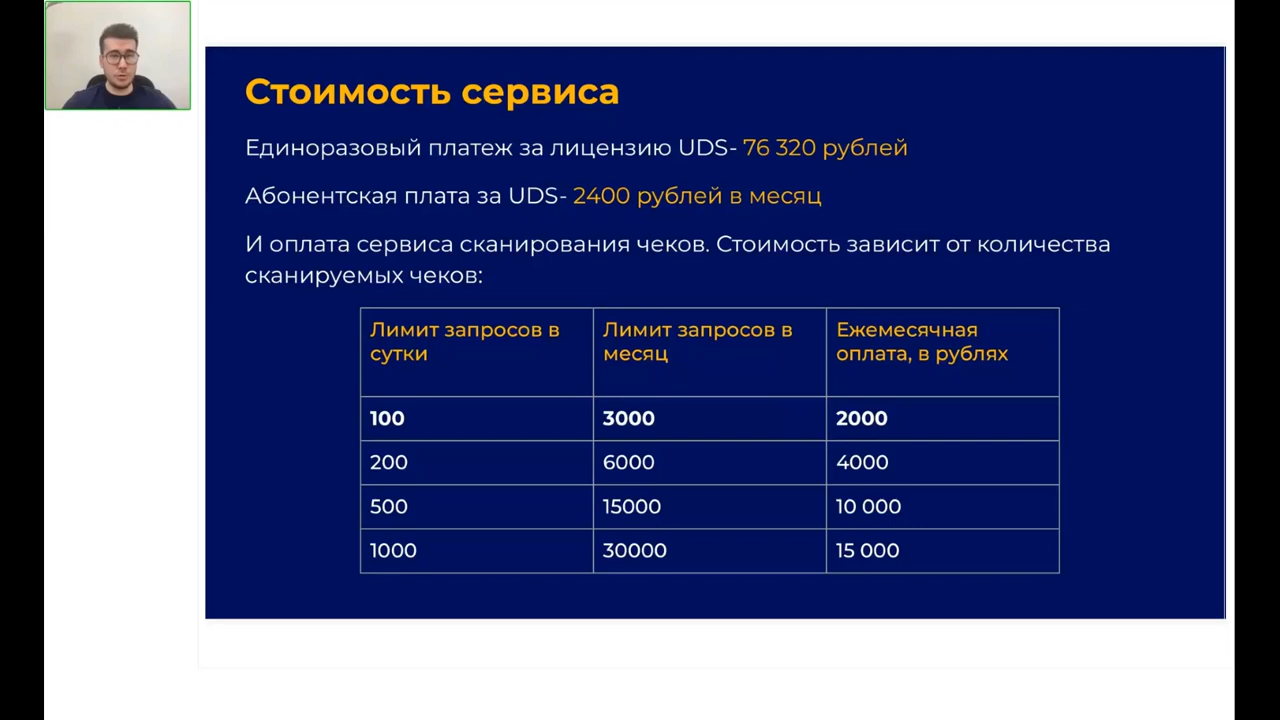 Стоимость сервиса
Единоразовый платеж за лицензию UDS- 76 320 рублей
Абонентская плата за UDS- 2400 рублей в месяц
И оплата сервиса сканирования чеков. Стоимость зависит от количества
сканируемых чеков:
Лимит запросов в
сутки
Лимит запросов в
месяц
Ежемесячная
оплата, в рублях
100
3000
2000
200
6000
4000
500
15000
10 000
1000
30000
15 000